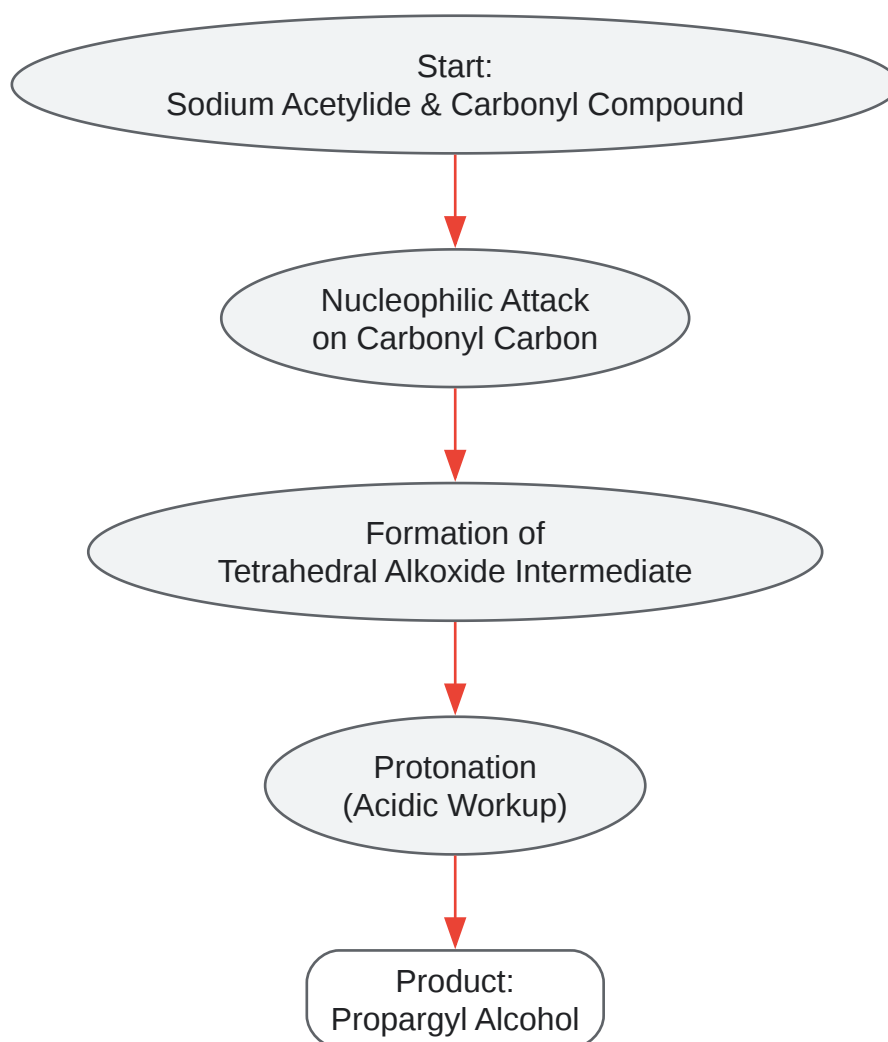 Start:
Sodium Acetylide & Carbonyl Compound
Nucleophilic Attack
on Carbonyl Carbon
Formation of
Tetrahedral Alkoxide Intermediate
Protonation
(Acidic Workup)
Product:
Propargyl Alcohol